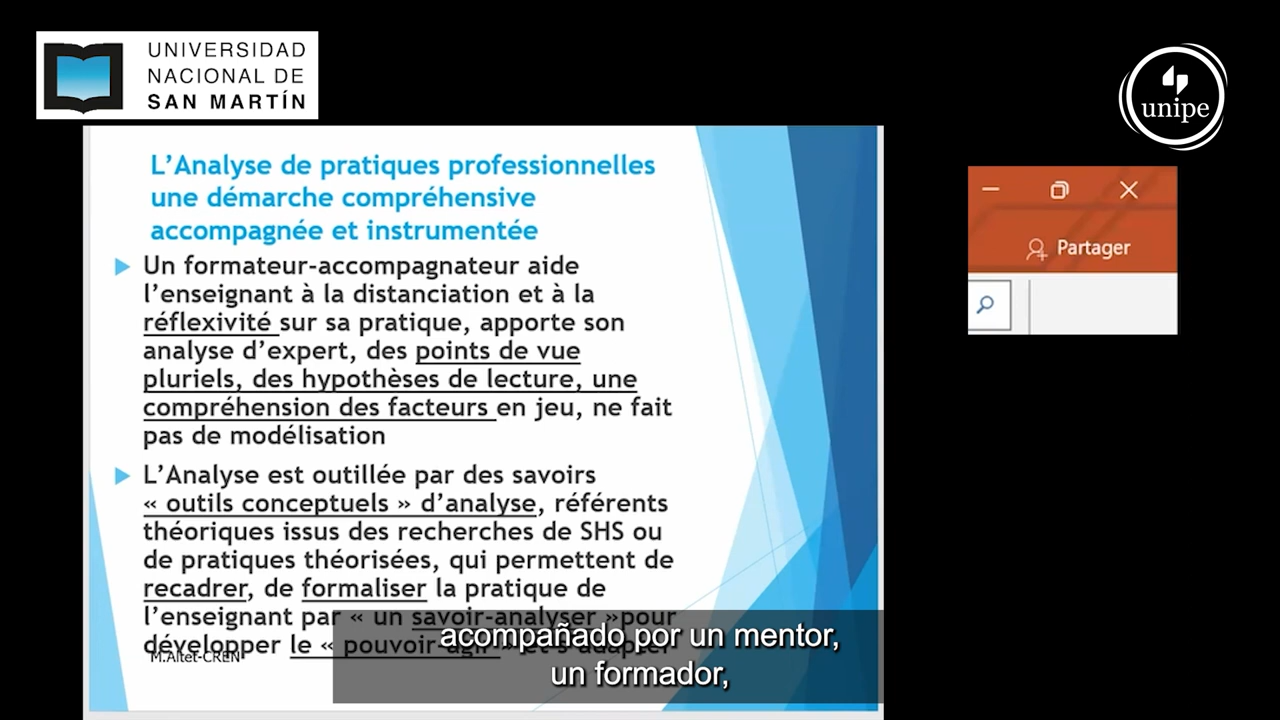 UNIVERSIDAD
NACIONAL DE
SAN MARTÍN
unipe
Partager
L'Analyse de pratiques professionnelles
une démarche compréhensive
accompagnée et instrumentée
Un formateur-accompagnateur aide
l'enseignant à la distanciation et à la
réflexivité sur sa pratique, apporte son
analyse d'expert, des points de vue
pluriels, des hypothèses de lecture, une
compréhension des facteurs en jeu, ne fait
pas de modélisation
L'Analyse est outillée par des savoirs
« outils conceptuels » d'analyse, référents
théoriques issus des recherches de SHS ou
de pratiques théorisées, qui permettent de
recadrer, de formaliser la pratique de
l'enseignant par « un savoir-analyser »pour
développer le « pouvoir-agir » et s'adapter
M.Altet-CREN
acompañado por un mentor,
un formador,